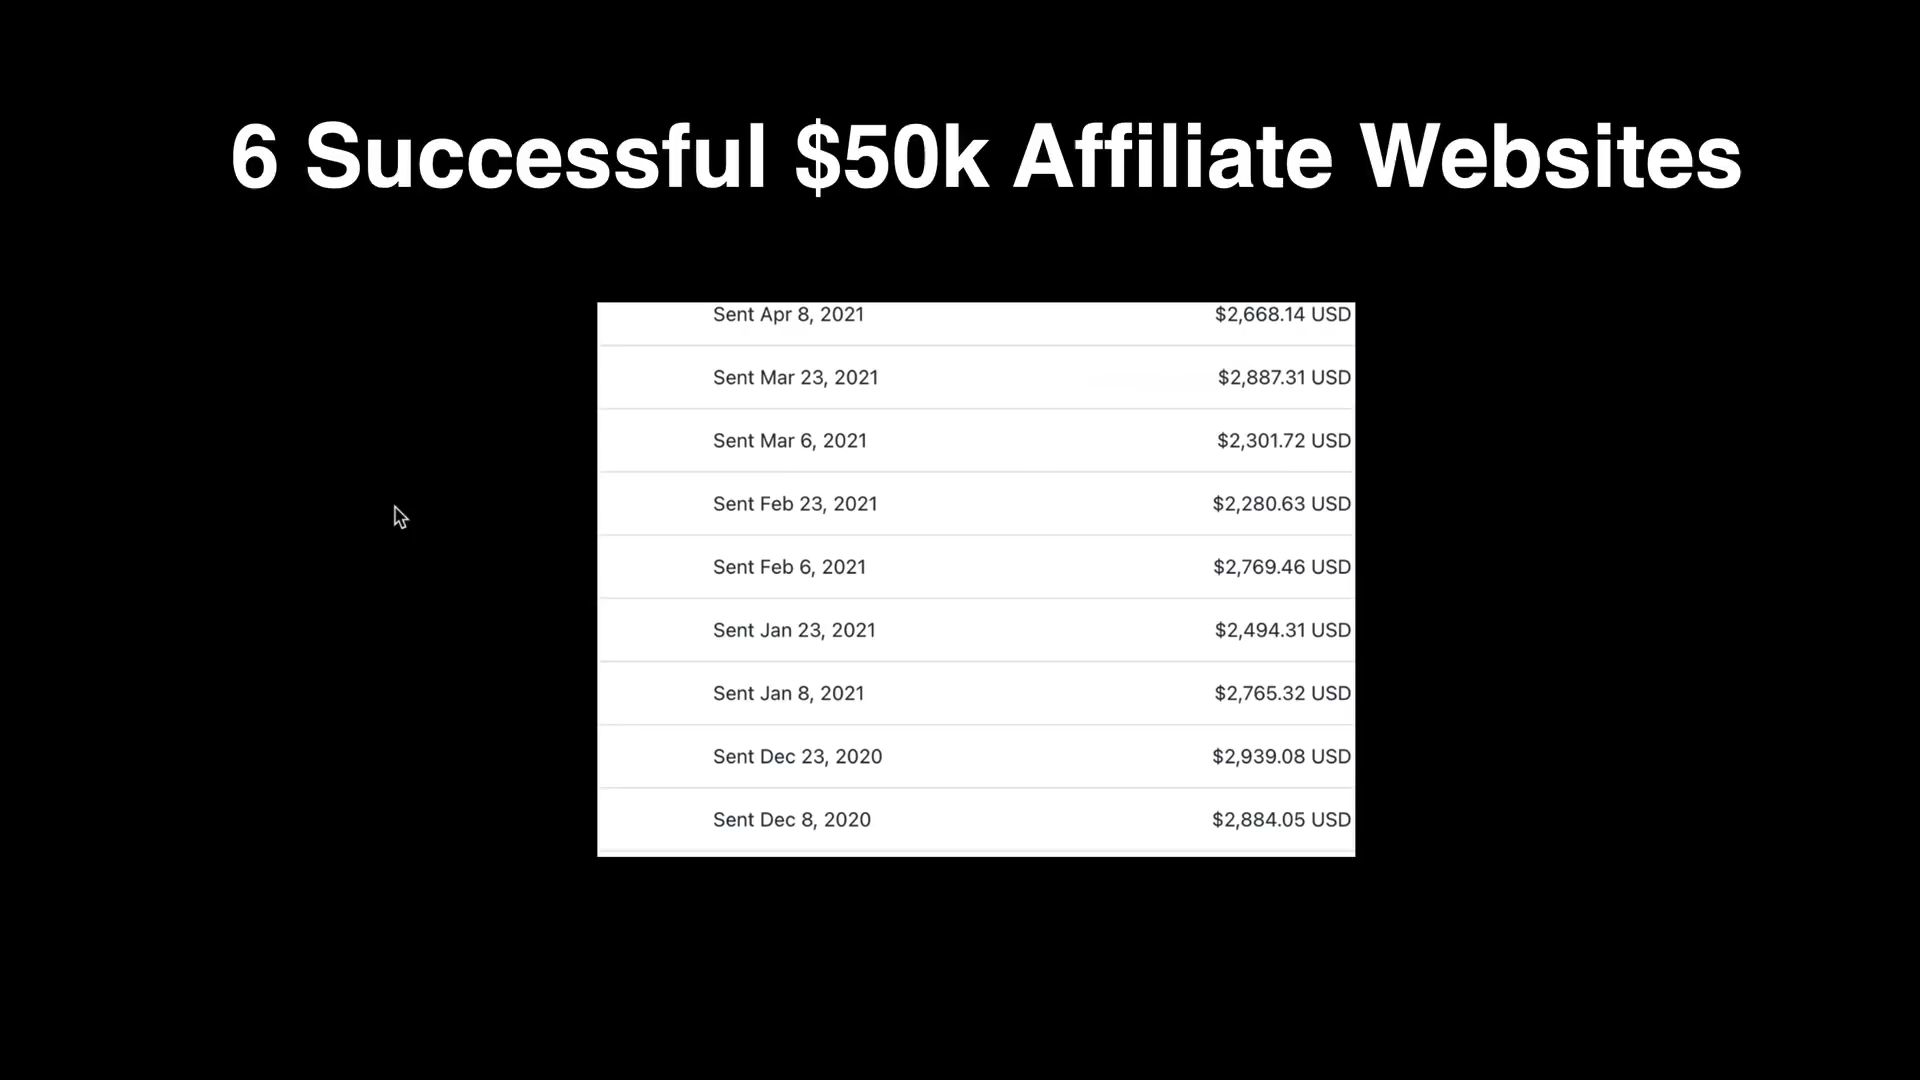 6 Successful $50k Affiliate Websites
Sent Apr 8, 2021 $2,668.14 USD
Sent Mar 23, 2021 $2,887.31 USD
Sent Mar 6, 2021 $2,301.72 USD
Sent Feb 23, 2021 $2,280.63 USD
Sent Feb 6, 2021 $2,769.46 USD
Sent Jan 23, 2021 $2,494.31 USD
Sent Jan 8, 2021 $2,765.32 USD
Sent Dec 23, 2020 $2,939.08 USD
Sent Dec 8, 2020 $2,884.05 USD